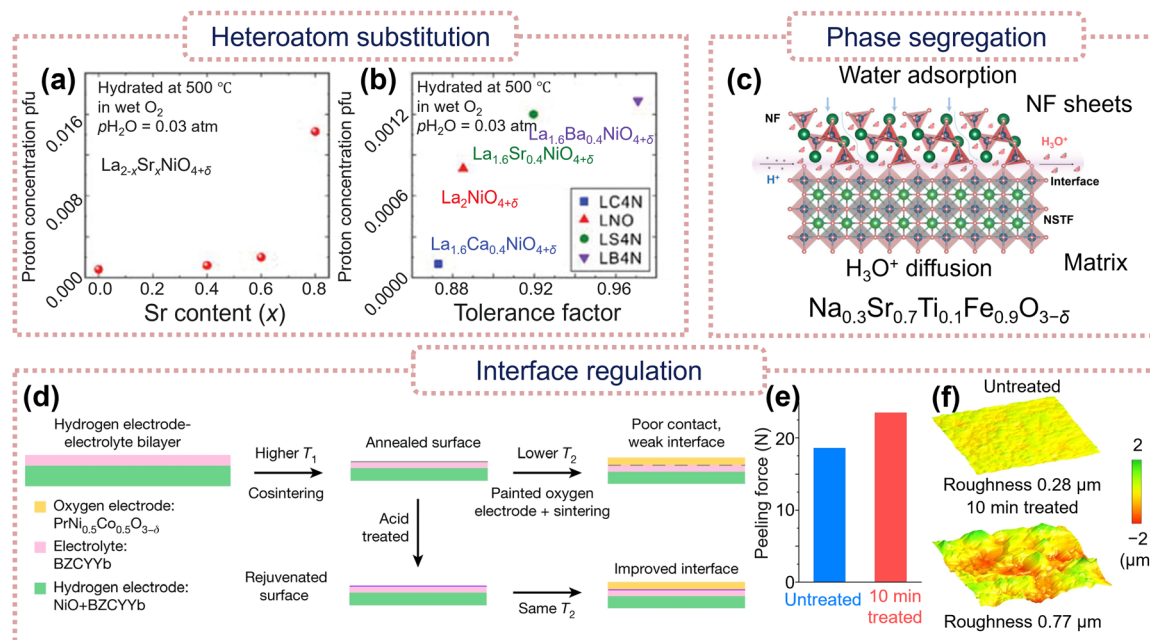 Heteroatom substitution
Phase segregation
(a)
Hydrated at 500 ℃
in wet O₂
pH₂O = 0.03 atm
La₂₋ₓSrₓNiO₄₊δ
Proton concentration pfu
0.016
0.008
0.000
0.0
0.2
0.4
0.6
0.8
Sr content (x)
(b)
Hydrated at 500 ℃
in wet O₂
pH₂O = 0.03 atm
La₁.₆Ba₀.₄NiO₄₊δ
La₁.₆Sr₀.₄NiO₄₊δ
La₂NiO₄₊δ
La₁.₆Ca₀.₄NiO₄₊δ
LC4N
LNO
LS4N
LB4N
Proton concentration pfu
0.0012
0.0006
0.0000
0.88
0.92
0.96
Tolerance factor
(c)
Water adsorption
NF sheets
NF
H₃O⁺
H⁺
Interface
NSTF
H₃O⁺ diffusion
Matrix
Na₀.₃Sr₀.₇Ti₀.₁Fe₀.₉O₃₋δ
Interface regulation
(d)
Hydrogen electrode-
electrolyte bilayer
Higher T₁
Cosintering
Annealed surface
Lower T₂
Painted oxygen
electrode + sintering
Poor contact,
weak interface
Oxygen electrode:
PrNi₀.₅Co₀.₅O₃₋δ
Electrolyte:
BZCYYb
Hydrogen electrode:
NiO+BZCYYb
Acid
treated
Rejuvenated
surface
Same T₂
Improved interface
(e)
Peeling force (N)
20
10
0
Untreated
10 min
treated
(f)
Untreated
Roughness 0.28 μm
10 min treated
Roughness 0.77 μm
2
−2
(μm)